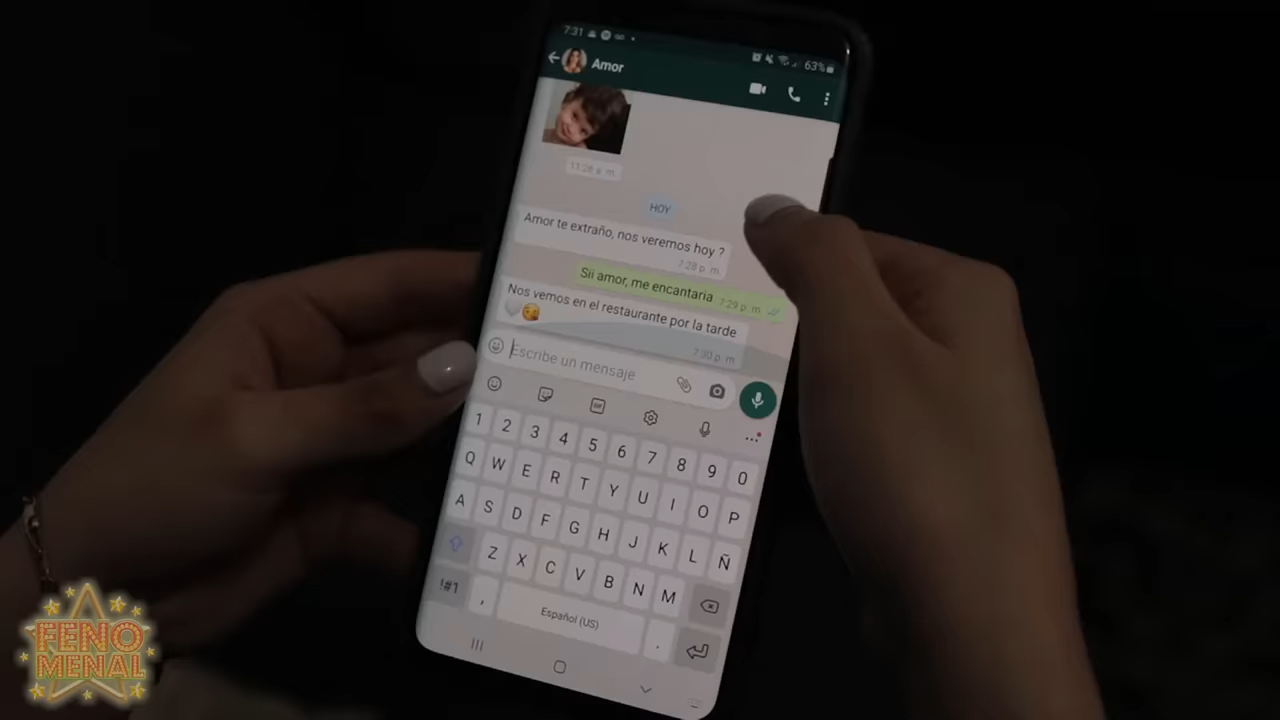 7:31
63%
Amor
11:26 a. m.
HOY
Amor te extraño, nos veremos hoy ?
7:28 p. m.
Sii amor, me encantaria
7:29 p. m.
Nos vemos en el restaurante por la tarde
🤍😘
7:30 p. m.
Escribe un mensaje
GIF
1 2 3 4 5 6 7 8 9 0
Q W E R T Y U I O P
A S D F G H J K L Ñ
Z X C V B N M
!#1 , Español (US) .
FENO
MENAL